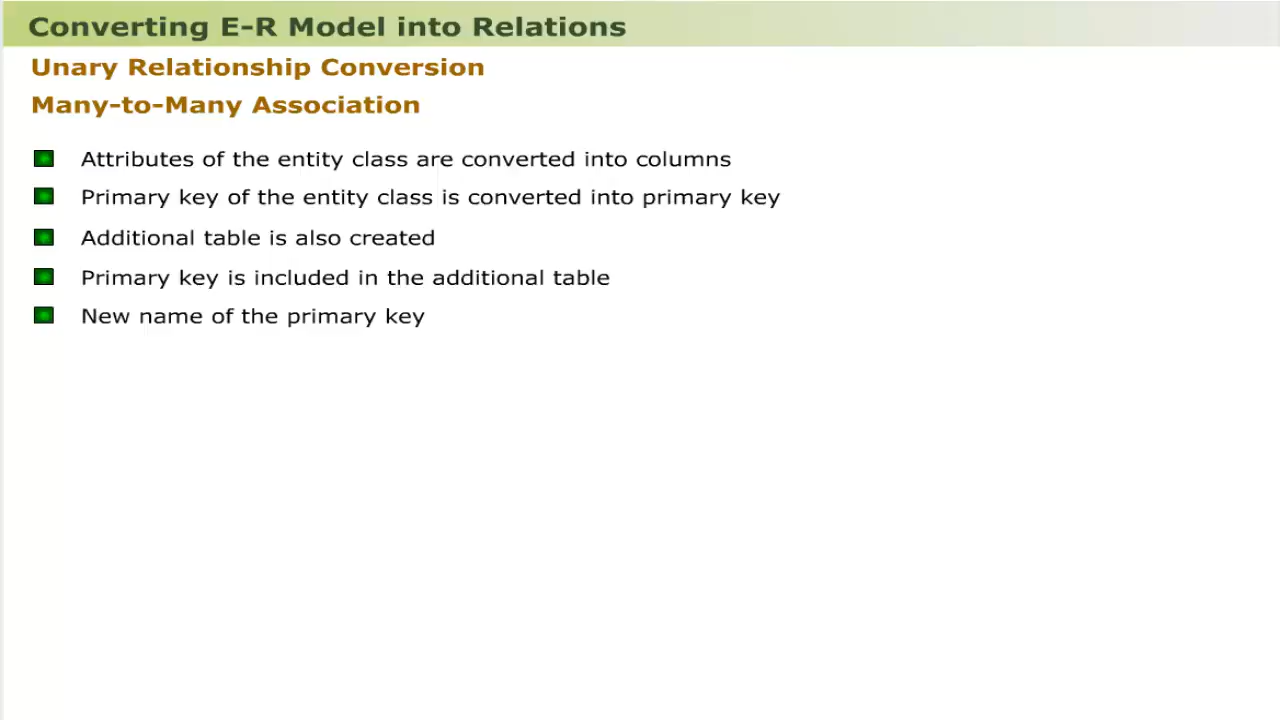 Converting E-R Model into Relations
Unary Relationship Conversion
Many-to-Many Association
Attributes of the entity class are converted into columns
Primary key of the entity class is converted into primary key
Additional table is also created
Primary key is included in the additional table
New name of the primary key